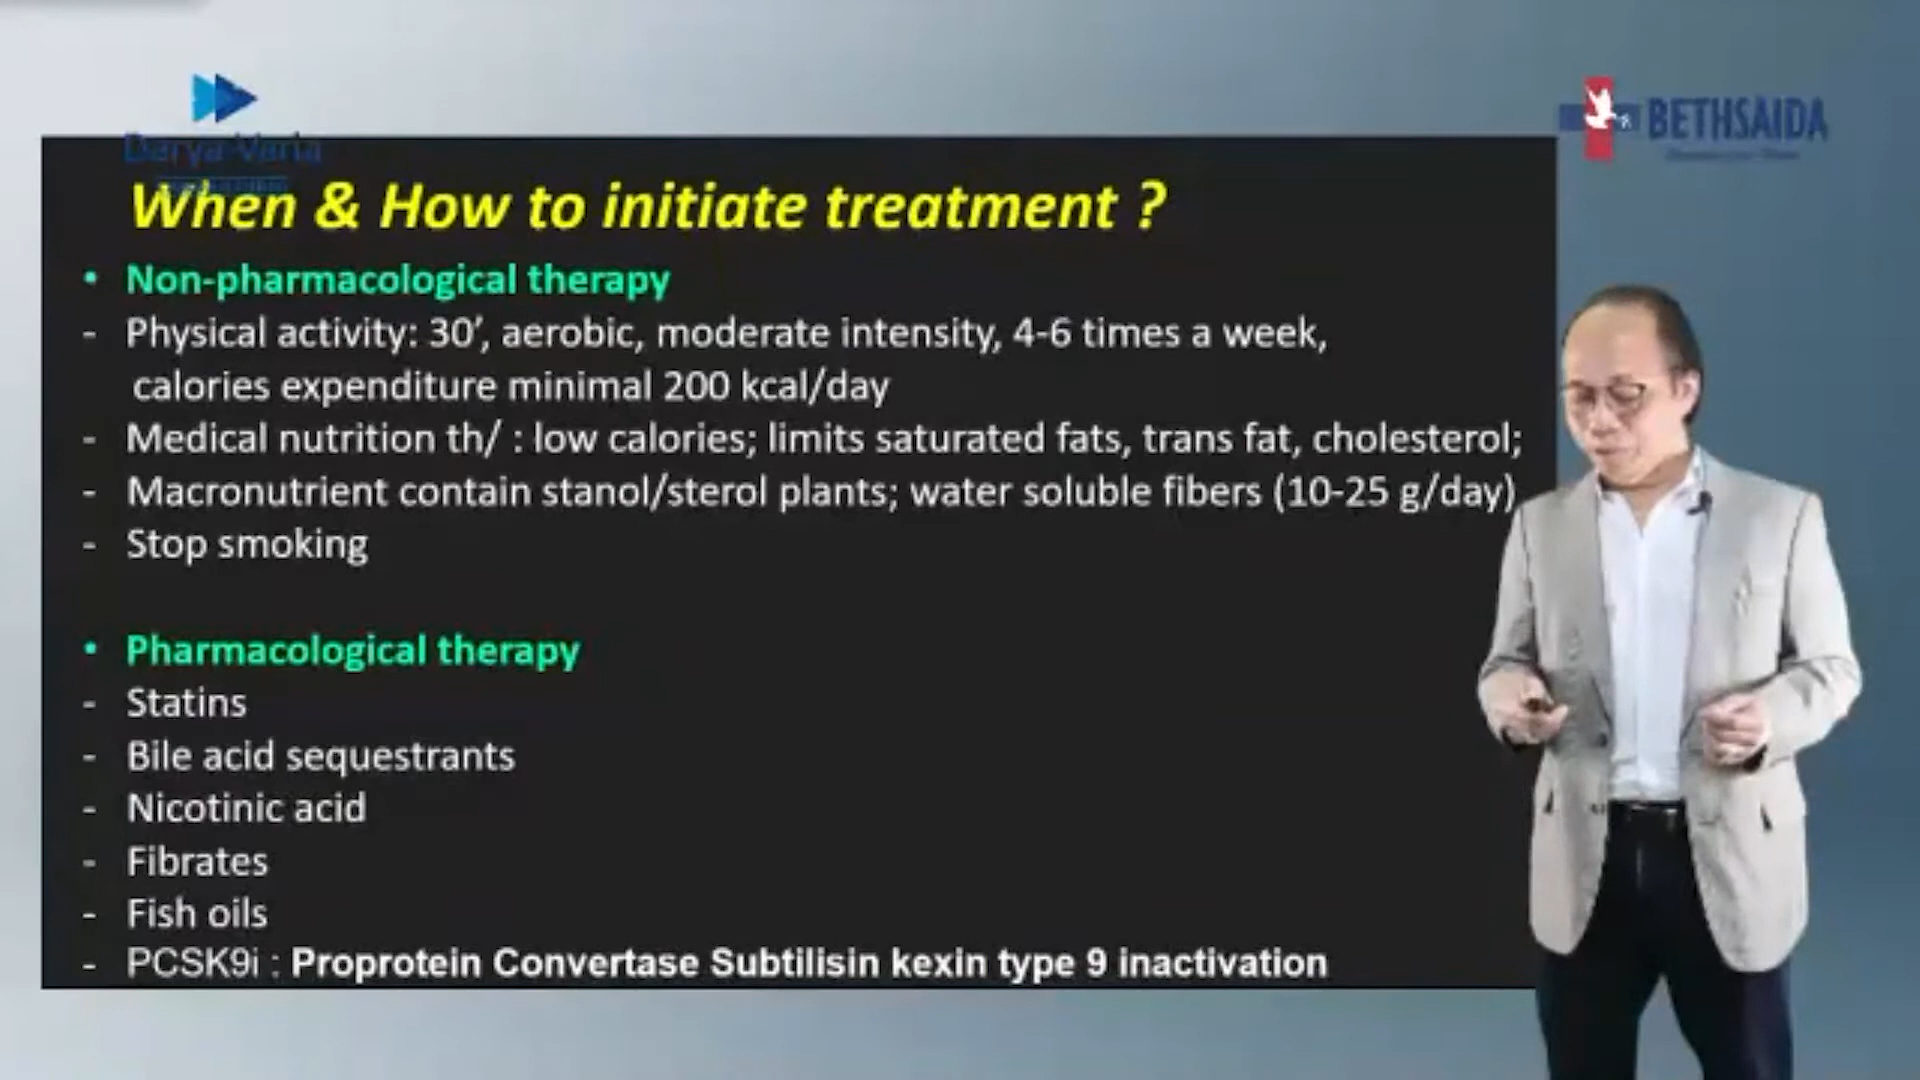 Darya-Varia
BETHSAIDA
When & How to initiate treatment ?
• Non-pharmacological therapy
- Physical activity: 30’, aerobic, moderate intensity, 4-6 times a week,
calories expenditure minimal 200 kcal/day
- Medical nutrition th/ : low calories; limits saturated fats, trans fat, cholesterol;
- Macronutrient contain stanol/sterol plants; water soluble fibers (10-25 g/day)
- Stop smoking
• Pharmacological therapy
- Statins
- Bile acid sequestrants
- Nicotinic acid
- Fibrates
- Fish oils
- PCSK9i : Proprotein Convertase Subtilisin kexin type 9 inactivation